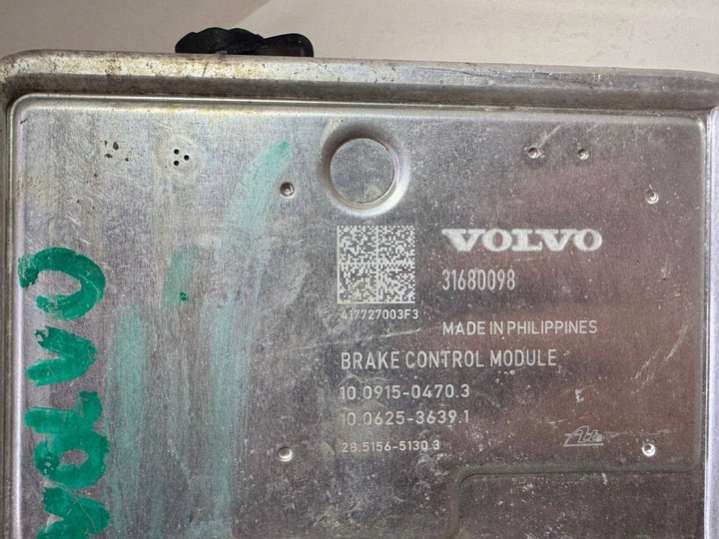 VOLVO
VOLVO
31680098
417727003F3
MADE IN PHILIPPINES
BRAKE CONTROL MODULE
10.0915-0470.3
10.0625-3639.1
28.5156-5130.3
Ate